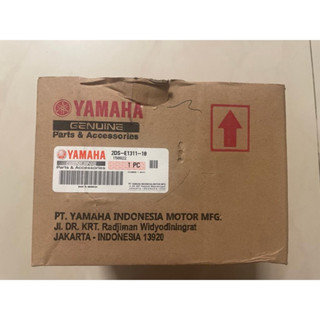 YAMAHA
GENUINE
Parts & Accessories
YAMAHA
2DS-E1311-10
1 PC
PT. YAMAHA INDONESIA MOTOR MFG.
Jl. DR. KRT. Radjiman Widyodiningrat
JAKARTA - INDONESIA 13920